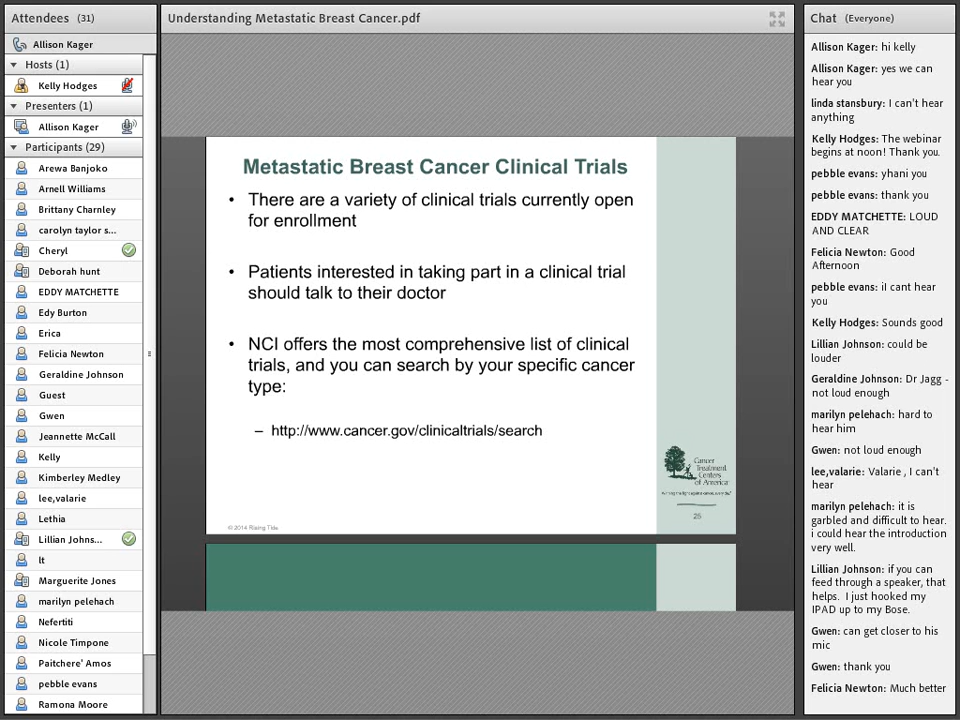 Attendees (31)
Allison Kager
Hosts (1)
Kelly Hodges
Presenters (1)
Allison Kager
Participants (29)
Arewa Banjoko
Arnell Williams
Brittany Charnley
carolyn taylor s...
Cheryl
Deborah hunt
EDDY MATCHETTE
Edy Burton
Erica
Felicia Newton
Geraldine Johnson
Guest
Gwen
Jeannette McCall
Kelly
Kimberley Medley
lee,valarie
Lethia
Lillian Johns...
lt
Marguerite Jones
marilyn pelehach
Nefertiti
Nicole Timpone
Paitchere' Amos
pebble evans
Ramona Moore
Understanding Metastatic Breast Cancer.pdf
Metastatic Breast Cancer Clinical Trials
• There are a variety of clinical trials currently open
for enrollment
• Patients interested in taking part in a clinical trial
should talk to their doctor
• NCI offers the most comprehensive list of clinical
trials, and you can search by your specific cancer
type:
– http://www.cancer.gov/clinicaltrials/search
Cancer
Treatment
Centers
of America
© 2014 Rising Tide
Chat (Everyone)
Allison Kager: hi kelly
Allison Kager: yes we can
hear you
linda stansbury: I can't hear
anything
Kelly Hodges: The webinar
begins at noon! Thank you.
pebble evans: yhani you
pebble evans: thank you
EDDY MATCHETTE: LOUD
AND CLEAR
Felicia Newton: Good
Afternoon
pebble evans: iI cant hear
you
Kelly Hodges: Sounds good
Lillian Johnson: could be
louder
Geraldine Johnson: Dr Jagg -
not loud enough
marilyn pelehach: hard to
hear him
Gwen: not loud enough
lee,valarie: Valarie , I can't
hear
marilyn pelehach: it is
garbled and difficult to hear.
i could hear the introduction
very well.
Lillian Johnson: if you can
feed through a speaker, that
helps. I just hooked my
IPAD up to my Bose.
Gwen: can get closer to his
mic
Gwen: thank you
Felicia Newton: Much better